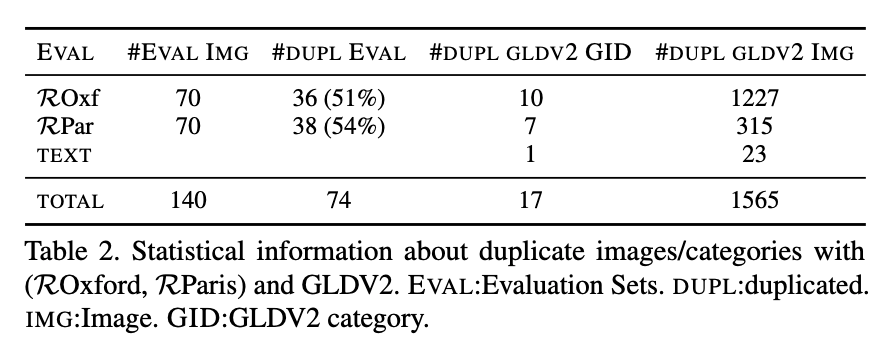 EVAL #EVAL IMG #DUPL EVAL #DUPL GLDV2 GID #DUPL GLDV2 IMG
ROxf 70 36 (51%) 10 1227
RPar 70 38 (54%) 7 315
TEXT 1 23
TOTAL 140 74 17 1565
Table 2. Statistical information about duplicate images/categories with
(ROxford, RParis) and GLDV2. EVAL:Evaluation Sets. DUPL:duplicated.
IMG:Image. GID:GLDV2 category.